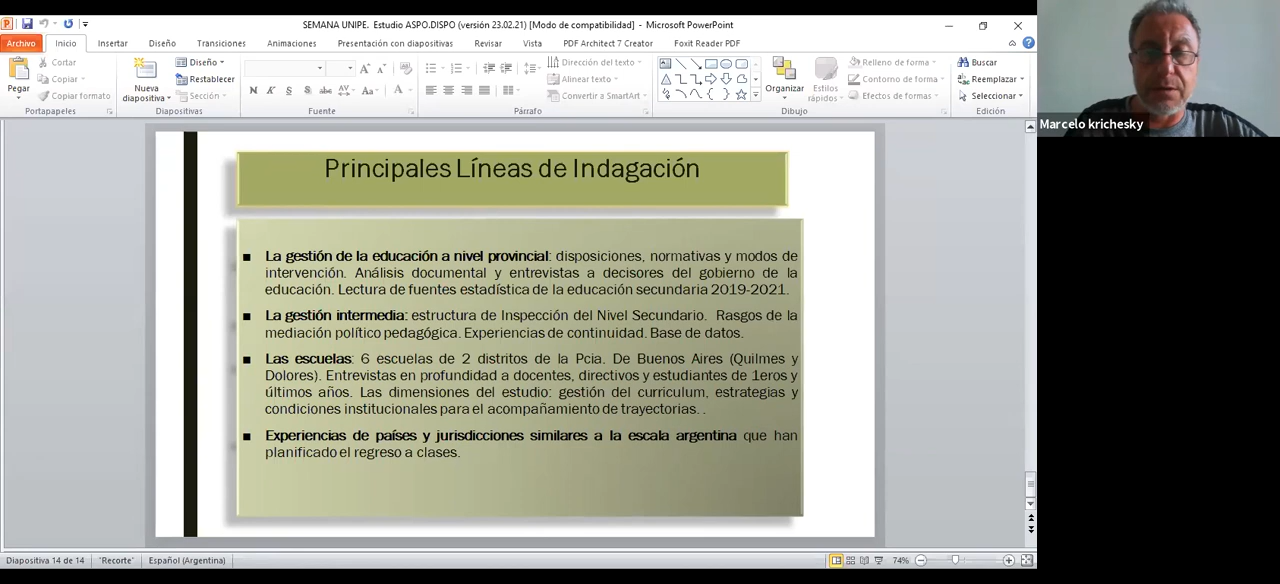 SEMANA UNIPE. Estudio ASPO.DISPO (versión 23.02.21) [Modo de compatibilidad] - Microsoft PowerPoint
Archivo Inicio Insertar Diseño Transiciones Animaciones Presentación con diapositivas Revisar Vista PDF Architect 7 Creator Foxit Reader PDF
Pegar
Cortar
Copiar
Copiar formato
Portapapeles
Nueva
diapositiva
Diseño
Restablecer
Sección
Diapositivas
N K S S abc AV Aa A
Fuente
Dirección del texto
Alinear texto
Convertir a SmartArt
Párrafo
Organizar
Estilos
rápidos
Relleno de forma
Contorno de forma
Efectos de formas
Dibujo
Buscar
Reemplazar
Seleccionar
Edición
Marcelo krichesky
Principales Líneas de Indagación
■ La gestión de la educación a nivel provincial: disposiciones, normativas y modos de
intervención. Análisis documental y entrevistas a decisores del gobierno de la
educación. Lectura de fuentes estadística de la educación secundaria 2019-2021.
■ La gestión intermedia: estructura de Inspección del Nivel Secundario. Rasgos de la
mediación político pedagógica. Experiencias de continuidad. Base de datos.
■ Las escuelas: 6 escuelas de 2 distritos de la Pcia. De Buenos Aires (Quilmes y
Dolores). Entrevistas en profundidad a docentes, directivos y estudiantes de 1eros y
últimos años. Las dimensiones del estudio: gestión del curriculum, estrategias y
condiciones institucionales para el acompañamiento de trayectorias. .
■ Experiencias de países y jurisdicciones similares a la escala argentina que han
planificado el regreso a clases.
Diapositiva 14 de 14 "Recorte" Español (Argentina) 74%